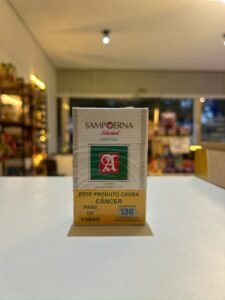 SAMPOERNA
Selected
A
ESTE PRODUTO CAUSA
CÂNCER
PARE
DE
FUMAR
136